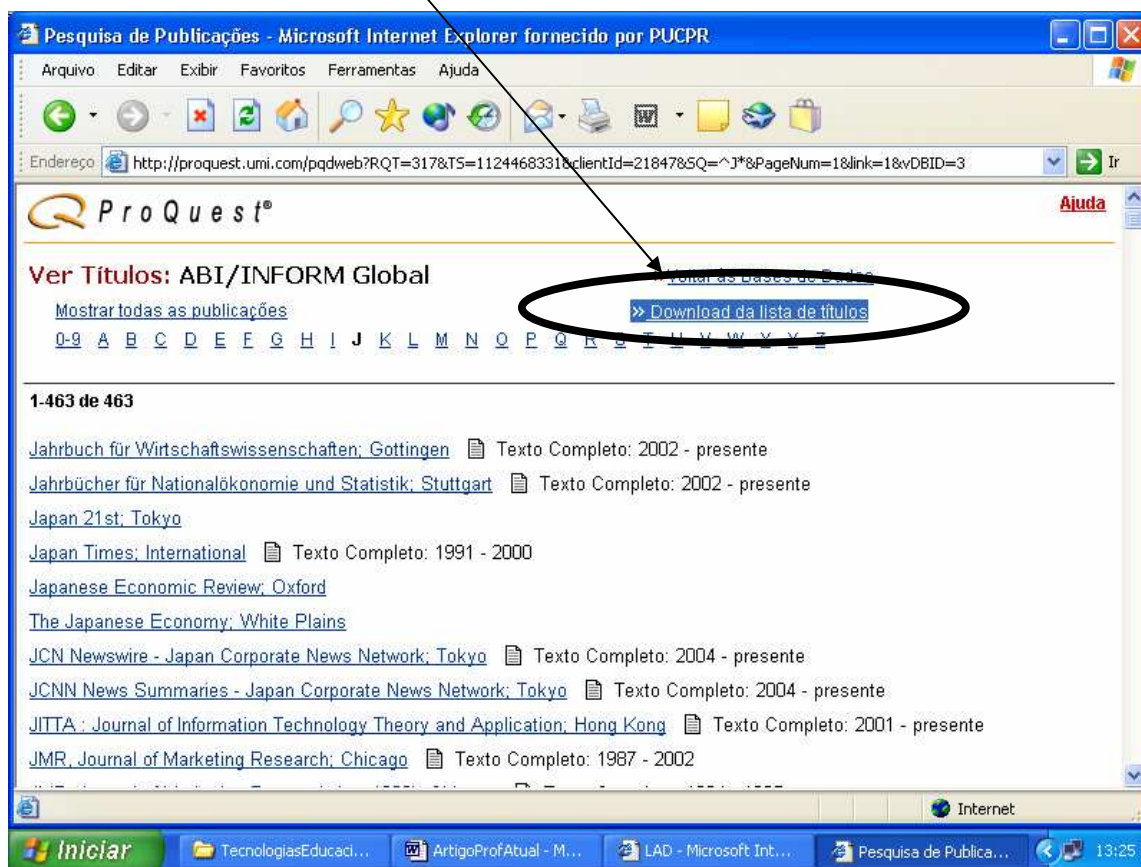 Pesquisa de Publicações - Microsoft Internet Explorer fornecido por PUCPR
Arquivo Editar Exibir Favoritos Ferramentas Ajuda
Endereço http://proquest.umi.com/pqdweb?RQT=317&TS=1124468331&clientId=21847&SQ=^J*&PageNum=1&link=1&vDBID=3 Ir
ProQuest® Ajuda
Ver Títulos: ABI/INFORM Global » Voltar às Bases de Dados
Mostrar todas as publicações » Download da lista de títulos
0-9 A B C D E F G H I J K L M N O P Q R S T U V W X Y Z
1-463 de 463
Jahrbuch für Wirtschaftswissenschaften; Gottingen Texto Completo: 2002 - presente
Jahrbücher für Nationalökonomie und Statistik; Stuttgart Texto Completo: 2002 - presente
Japan 21st; Tokyo
Japan Times; International Texto Completo: 1991 - 2000
Japanese Economic Review; Oxford
The Japanese Economy; White Plains
JCN Newswire - Japan Corporate News Network; Tokyo Texto Completo: 2004 - presente
JCNN News Summaries - Japan Corporate News Network; Tokyo Texto Completo: 2004 - presente
JITTA : Journal of Information Technology Theory and Application; Hong Kong Texto Completo: 2001 - presente
JMR, Journal of Marketing Research; Chicago Texto Completo: 1987 - 2002
Internet
Iniciar TecnologiasEducaci... ArtigoProfAtual - M... LAD - Microsoft Int... Pesquisa de Publica... 13:25